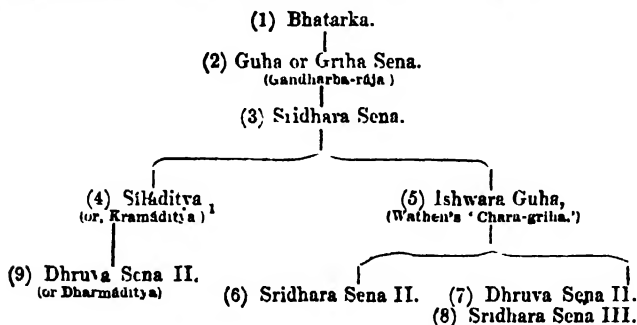 (1) Bhatarka.
(2) Guha or Griha Sena.
(Gandharba-rája)
(3) Sridhara Sena.
(4) Síláditya
(or, Kramáditja) 1
(5) Ishwara Guha,
(Wathen's 'Chara-griha.')
(9) Dhruva Sena II.
(or Dharmáditya)
(6) Sridhara Sena II.
(7) Dhruva Sena II.
(8) Sridhara Sena III.